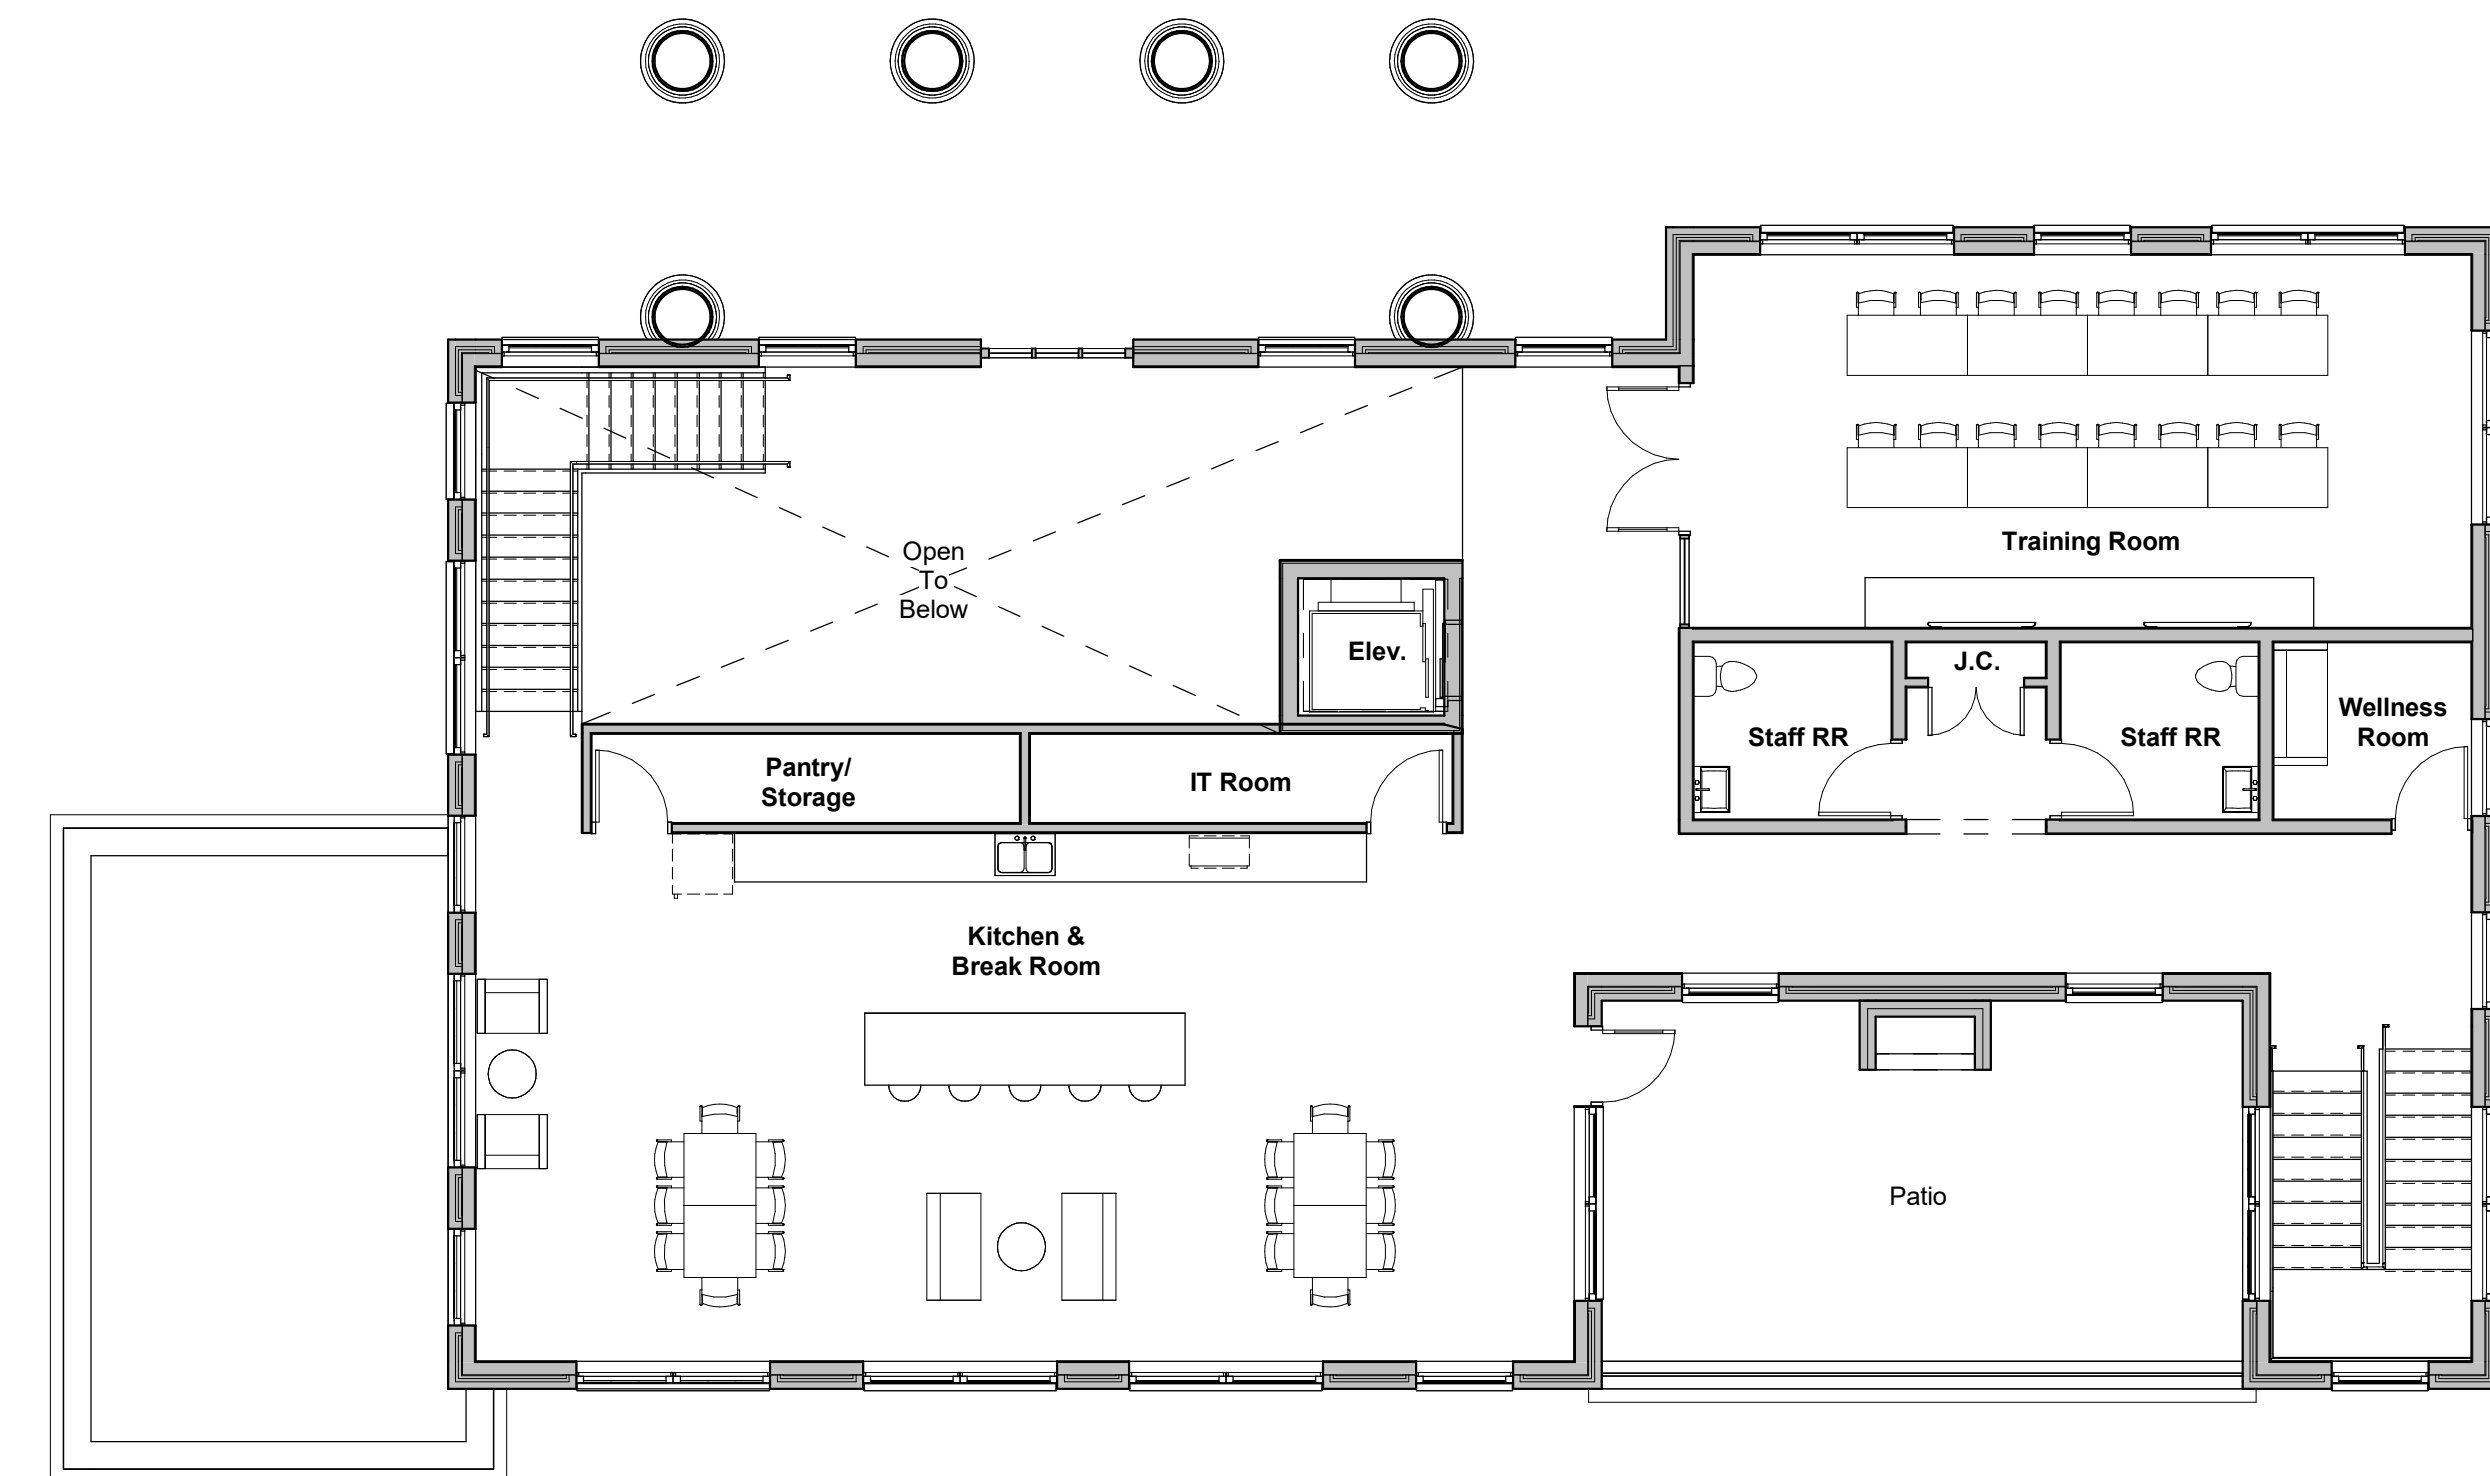 Training Room
Open
To
Below
Elev.
J.C.
Staff RR
Staff RR
Wellness
Room
Pantry/
Storage
IT Room
Kitchen &
Break Room
Patio